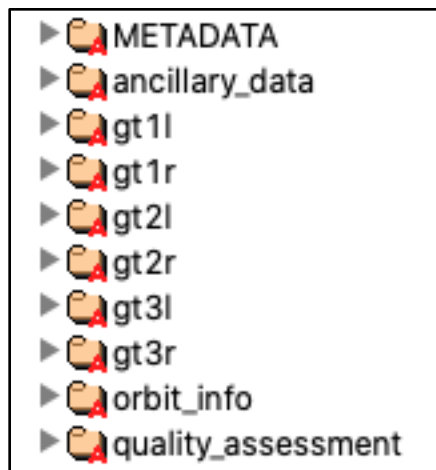 METADATA
ancillary_data
gt1l
gt1r
gt2l
gt2r
gt3l
gt3r
orbit_info
quality_assessment